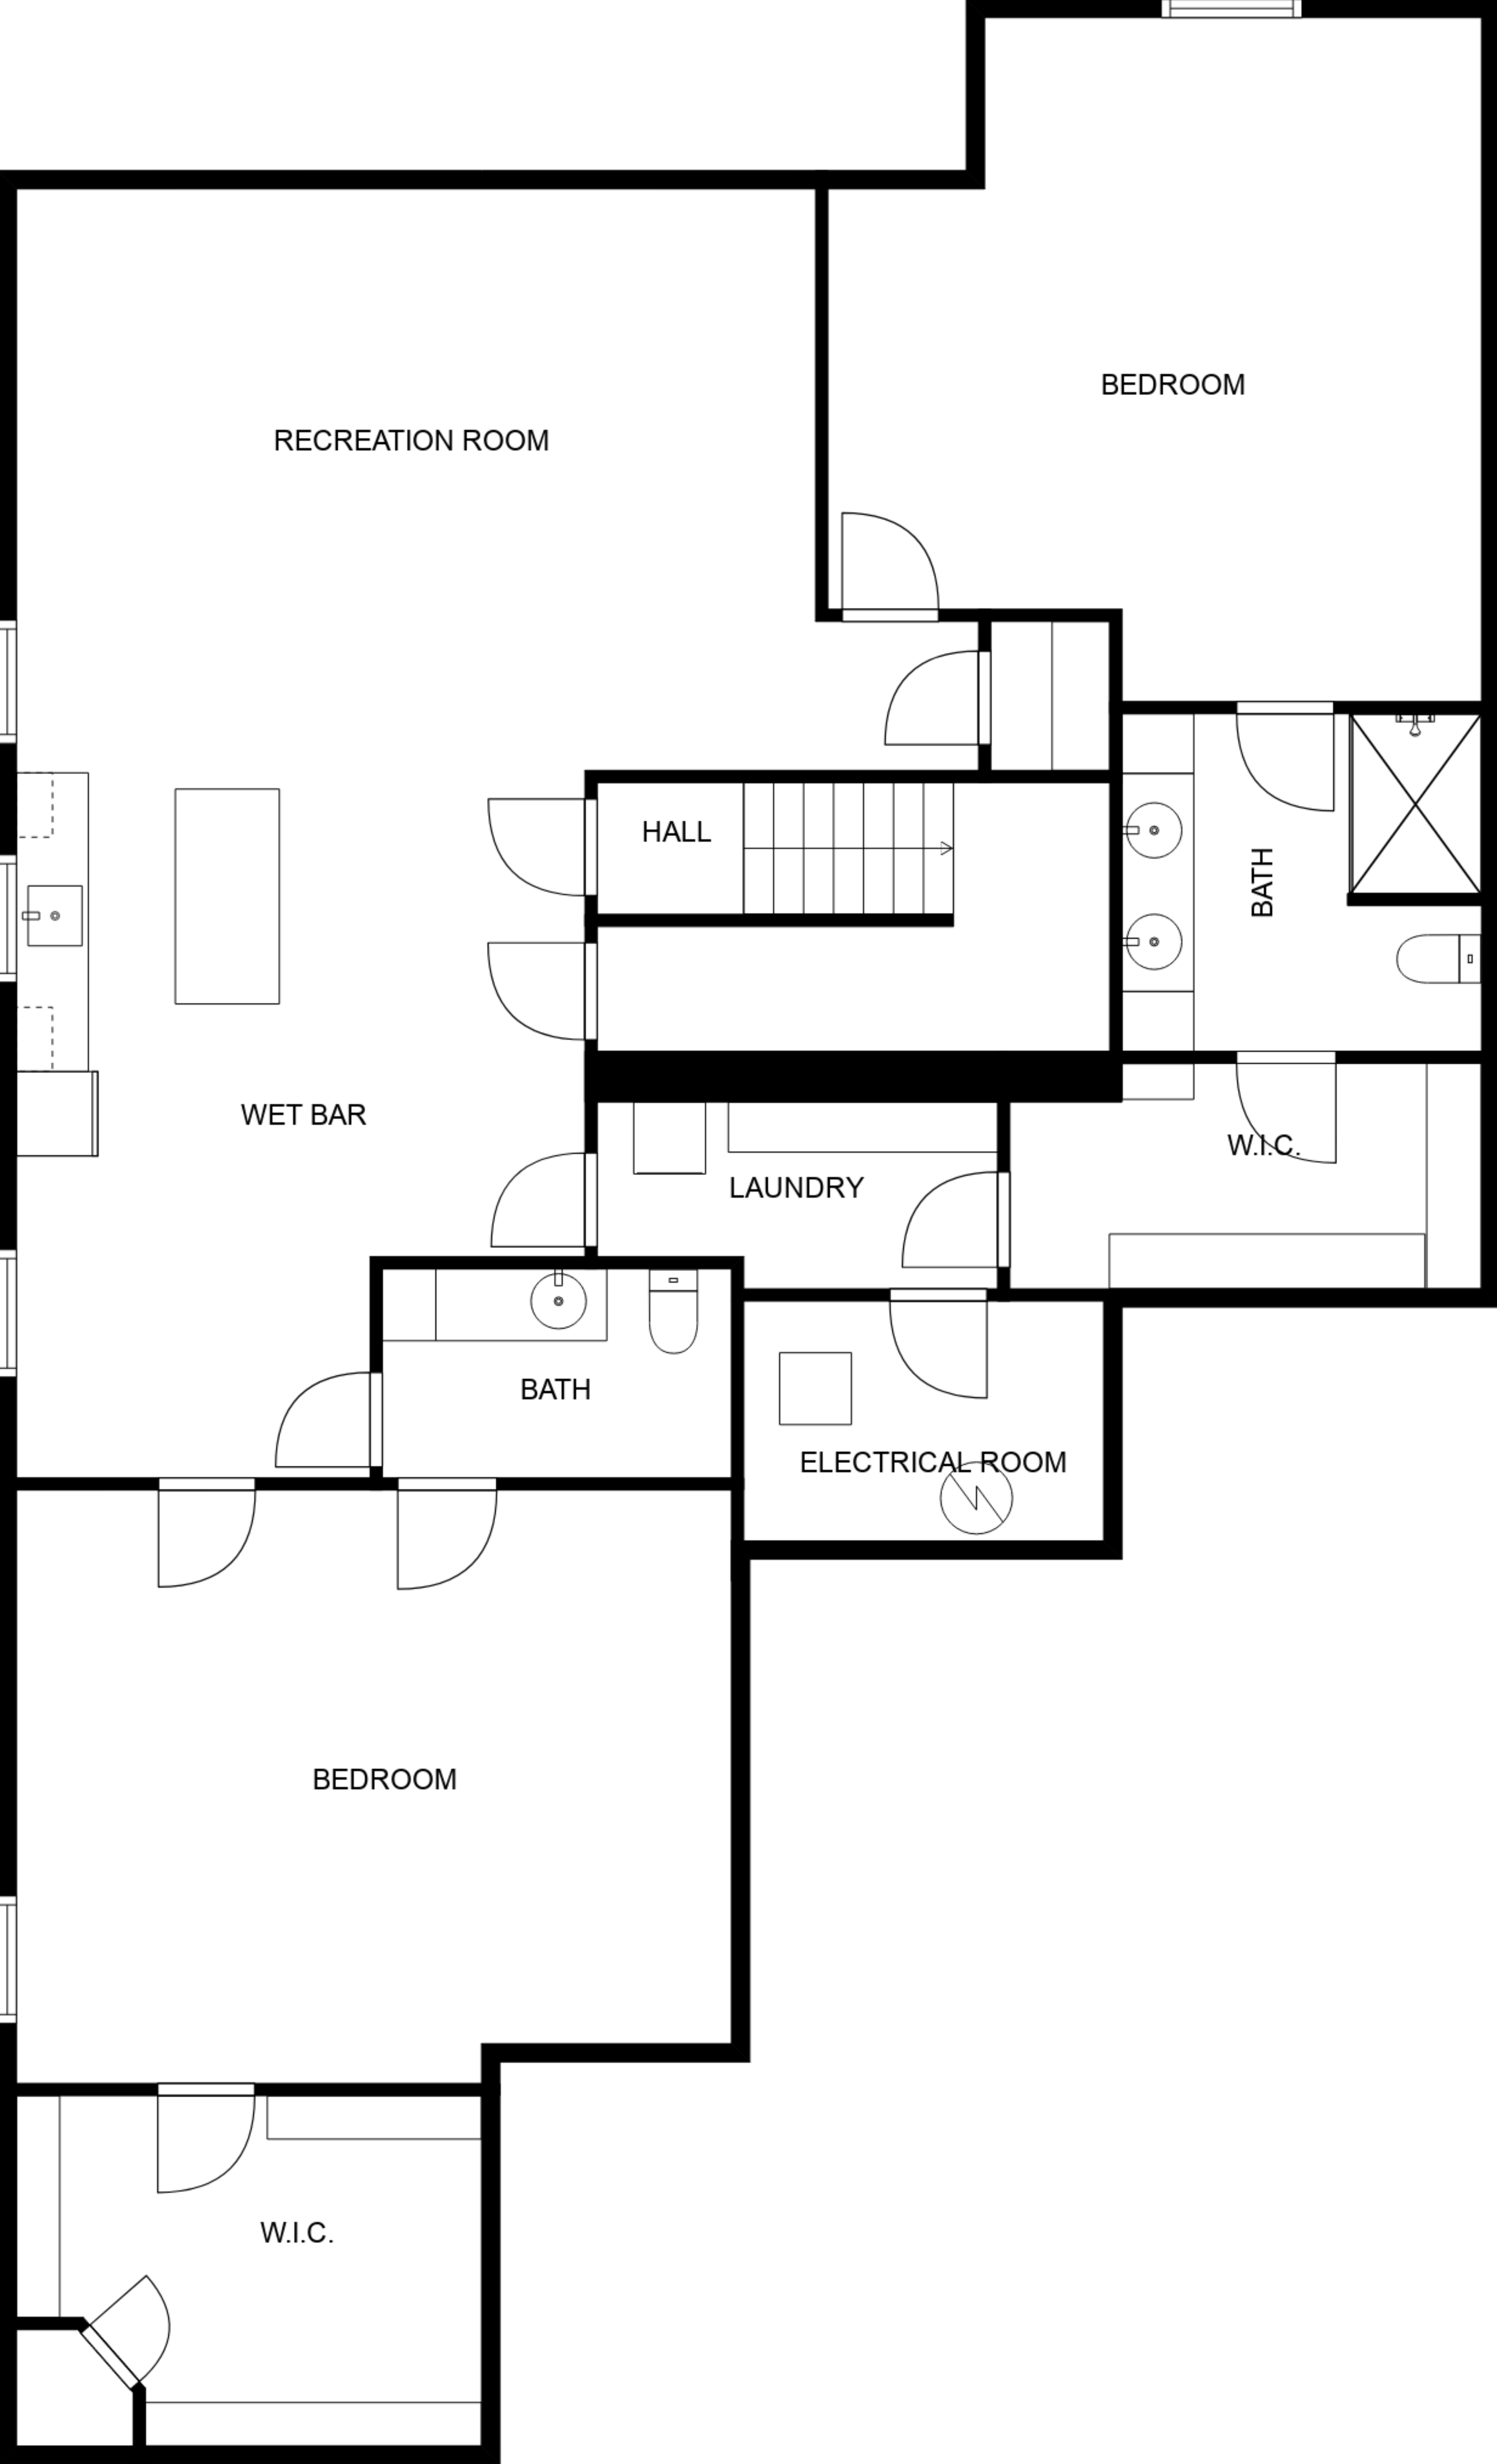 BEDROOM
RECREATION ROOM
HALL
BATH
WET BAR
W.I.C.
LAUNDRY
BATH
ELECTRICAL ROOM
BEDROOM
W.I.C.